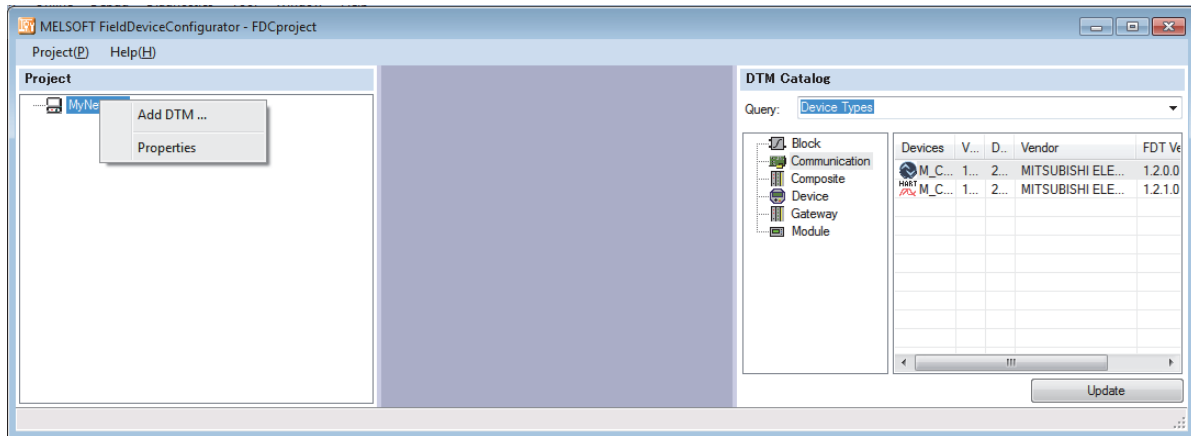 MELSOFT FieldDeviceConfigurator - FDCproject
Project(P) Help(H)
Project
MyNe
Add DTM ...
Properties
DTM Catalog
Query: Device Types
Block
Communication
Composite
Device
Gateway
Module
Devices V... D.. Vendor FDT Ve
M_C... 1... 2... MITSUBISHI ELE... 1.2.0.0
HART M_C... 1... 2... MITSUBISHI ELE... 1.2.1.0
Update